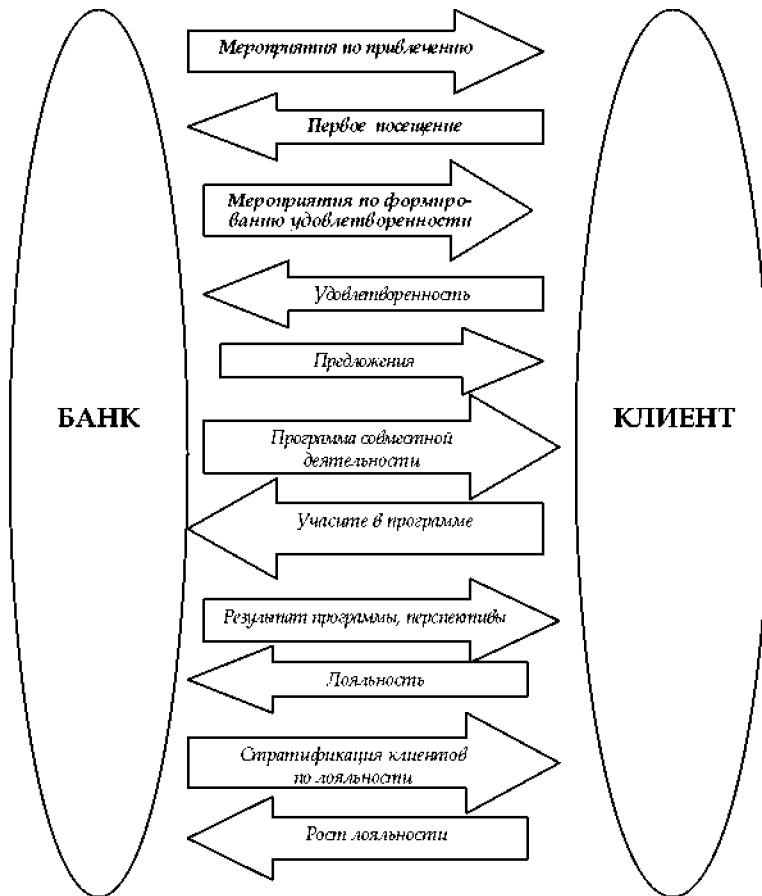 Мероприятия по привлечению
Первое посещение
Мероприятия по формиро-
ванию удовлетворенности
Удовлетворенность
Предложения
БАНК
КЛИЕНТ
Программа совместной
деятельности
Учасите в программе
Результат программы, перспективы
Лояльность
Стратификация клиентов
по лояльности
Рост лояльности